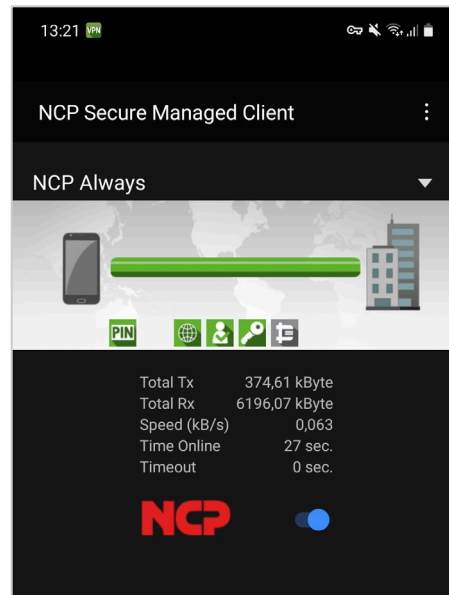 13:21 VPN
NCP Secure Managed Client
NCP Always
PIN
Total Tx 374,61 kByte
Total Rx 6196,07 kByte
Speed (kB/s) 0,063
Time Online 27 sec.
Timeout 0 sec.
NCP